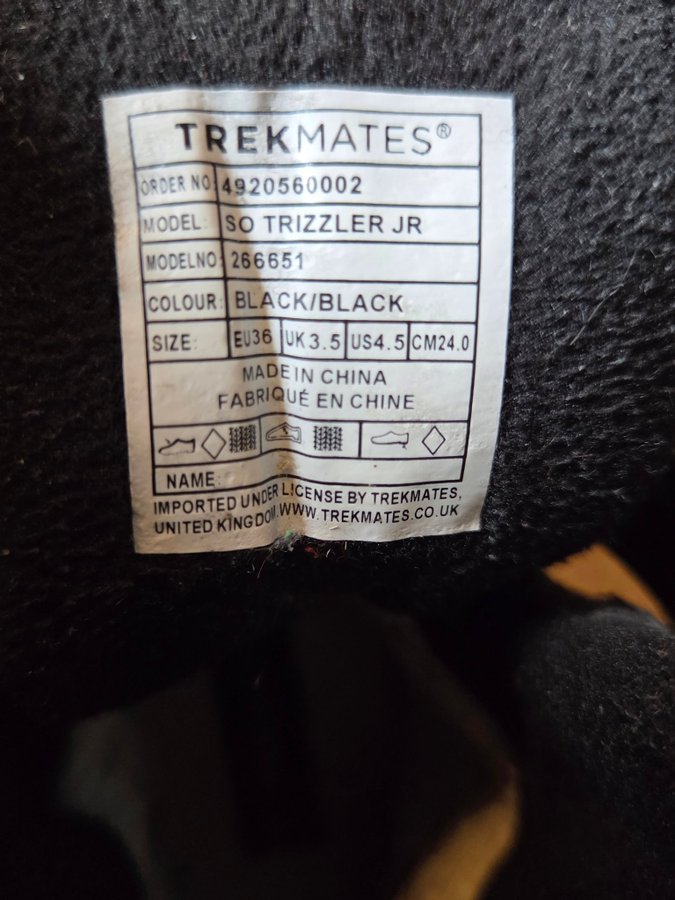 TREKMATES®
ORDER NO: 4920560002
MODEL: SO TRIZZLER JR
MODELNO: 266651
COLOUR: BLACK/BLACK
SIZE: EU36 UK3.5 US4.5 CM24.0
MADE IN CHINA
FABRIQUÉ EN CHINE
NAME:
IMPORTED UNDER LICENSE BY TREKMATES,
UNITED KINGDOM.WWW.TREKMATES.CO.UK